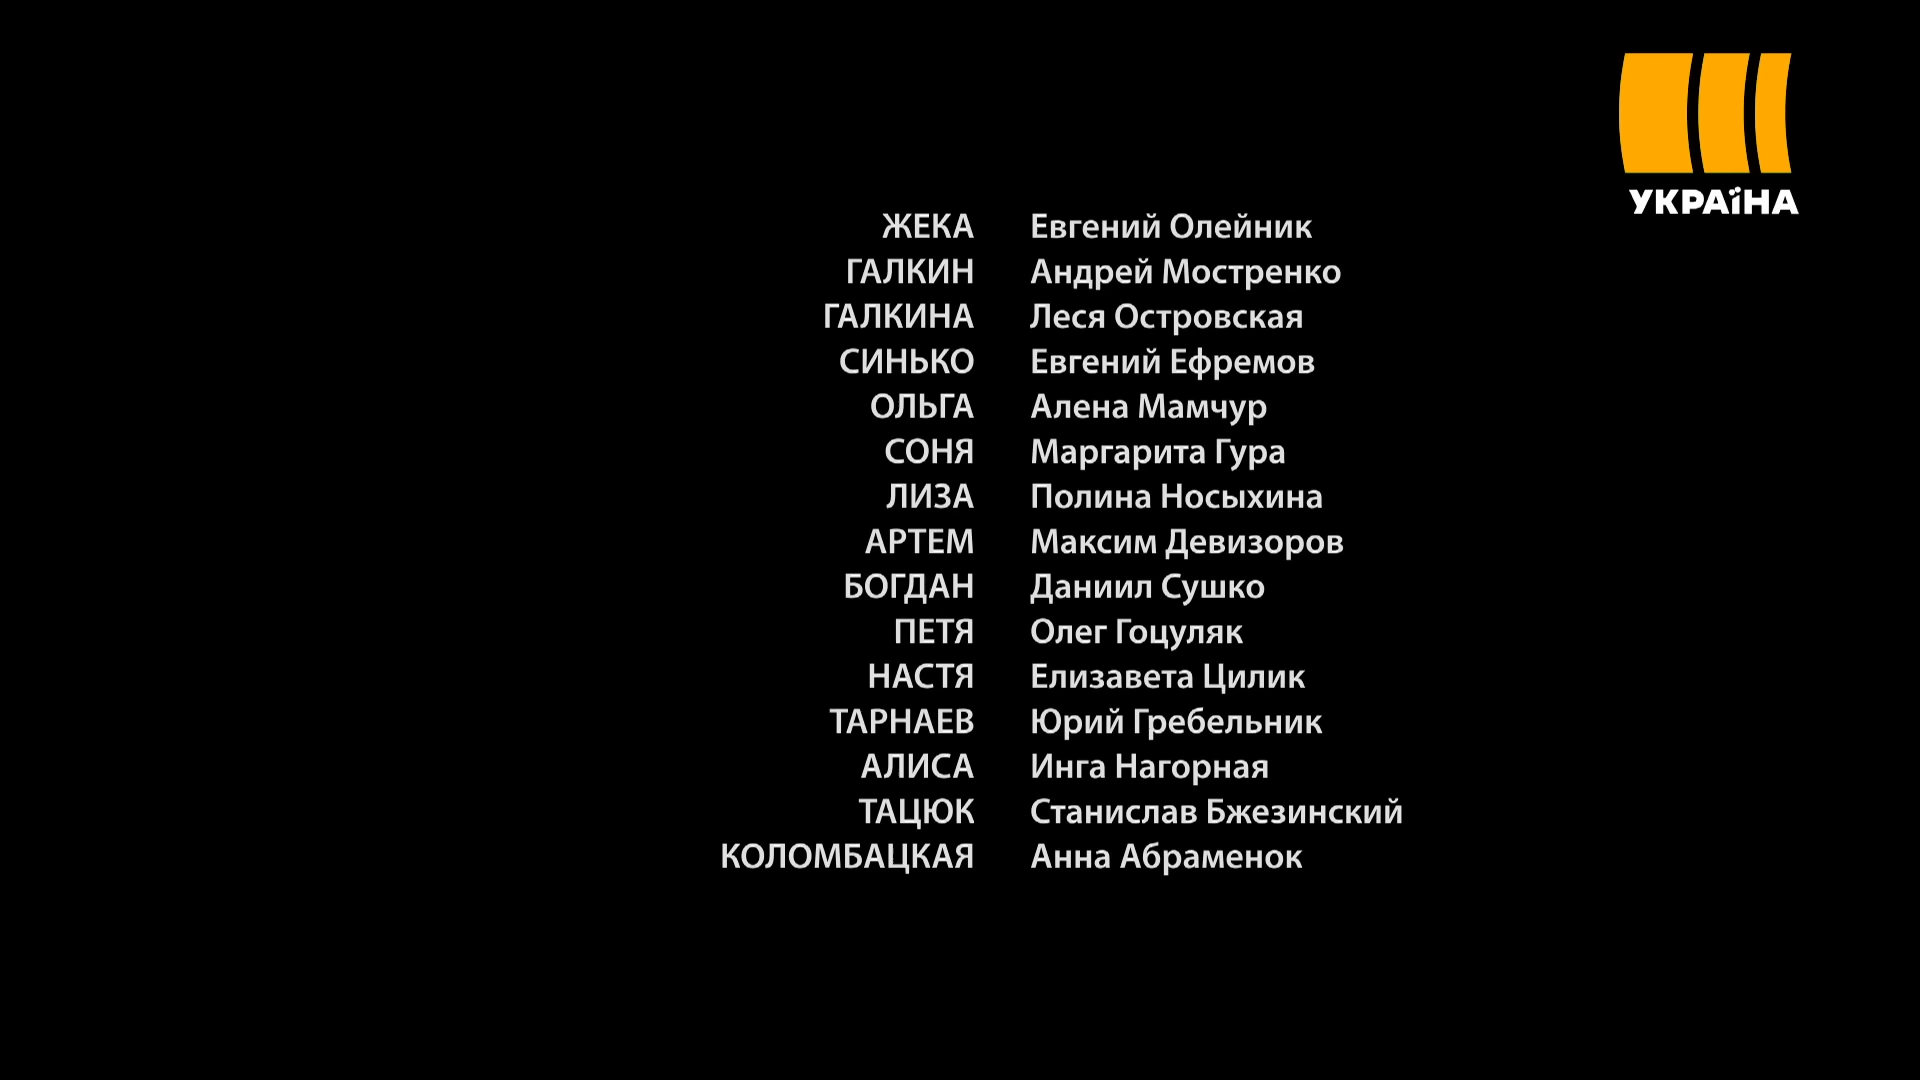 УКРАЇНА
ЖЕКА Евгений Олейник
ГАЛКИН Андрей Мостренко
ГАЛКИНА Леся Островская
СИНЬКО Евгений Ефремов
ОЛЬГА Алена Мамчур
СОНЯ Маргарита Гура
ЛИЗА Полина Носыхина
АРТЕМ Максим Девизоров
БОГДАН Даниил Сушко
ПЕТЯ Олег Гоцуляк
НАСТЯ Елизавета Цилик
ТАРНАЕВ Юрий Гребельник
АЛИСА Инга Нагорная
ТАЦЮК Станислав Бжезинский
КОЛОМБАЦКАЯ Анна Абраменок